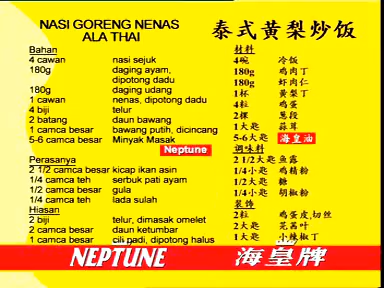 NASI GORENG NENAS
ALA THAI
Bahan
4 cawan nasi sejuk
180g daging ayam,
dipotong dadu
180g daging udang
1 cawan nenas, dipotong dadu
4 biji telur
2 batang daun bawang
1 camca besar bawang putih, dicincang
5-6 camca besar Minyak Masak
Neptune
Perasanya
2 1/2 camca besar kicap ikan asin
1/4 camca teh serbuk pati ayam
1/2 camca besar gula
1/4 camca teh lada sulah
Hiasan
2 biji telur, dimasak omelet
2 camca besar daun ketumbar
1 camca besar cili padi, dipotong halus
泰式黄梨炒饭
材料
4碗 冷饭
180g 鸡肉丁
180g 虾肉仁
1杯 黄梨丁
4粒 鸡蛋
2棵 葱段
1大匙 蒜茸
5-6大匙 海皇油
调味料
2 1/2大匙 鱼露
1/4小匙 鸡精粉
1/2大匙 糖
1/4小匙 胡椒粉
装饰
2粒 鸡蛋皮,切丝
2大匙 芫荽叶
1大匙 小辣椒丁
NEPTUNE 海皇牌